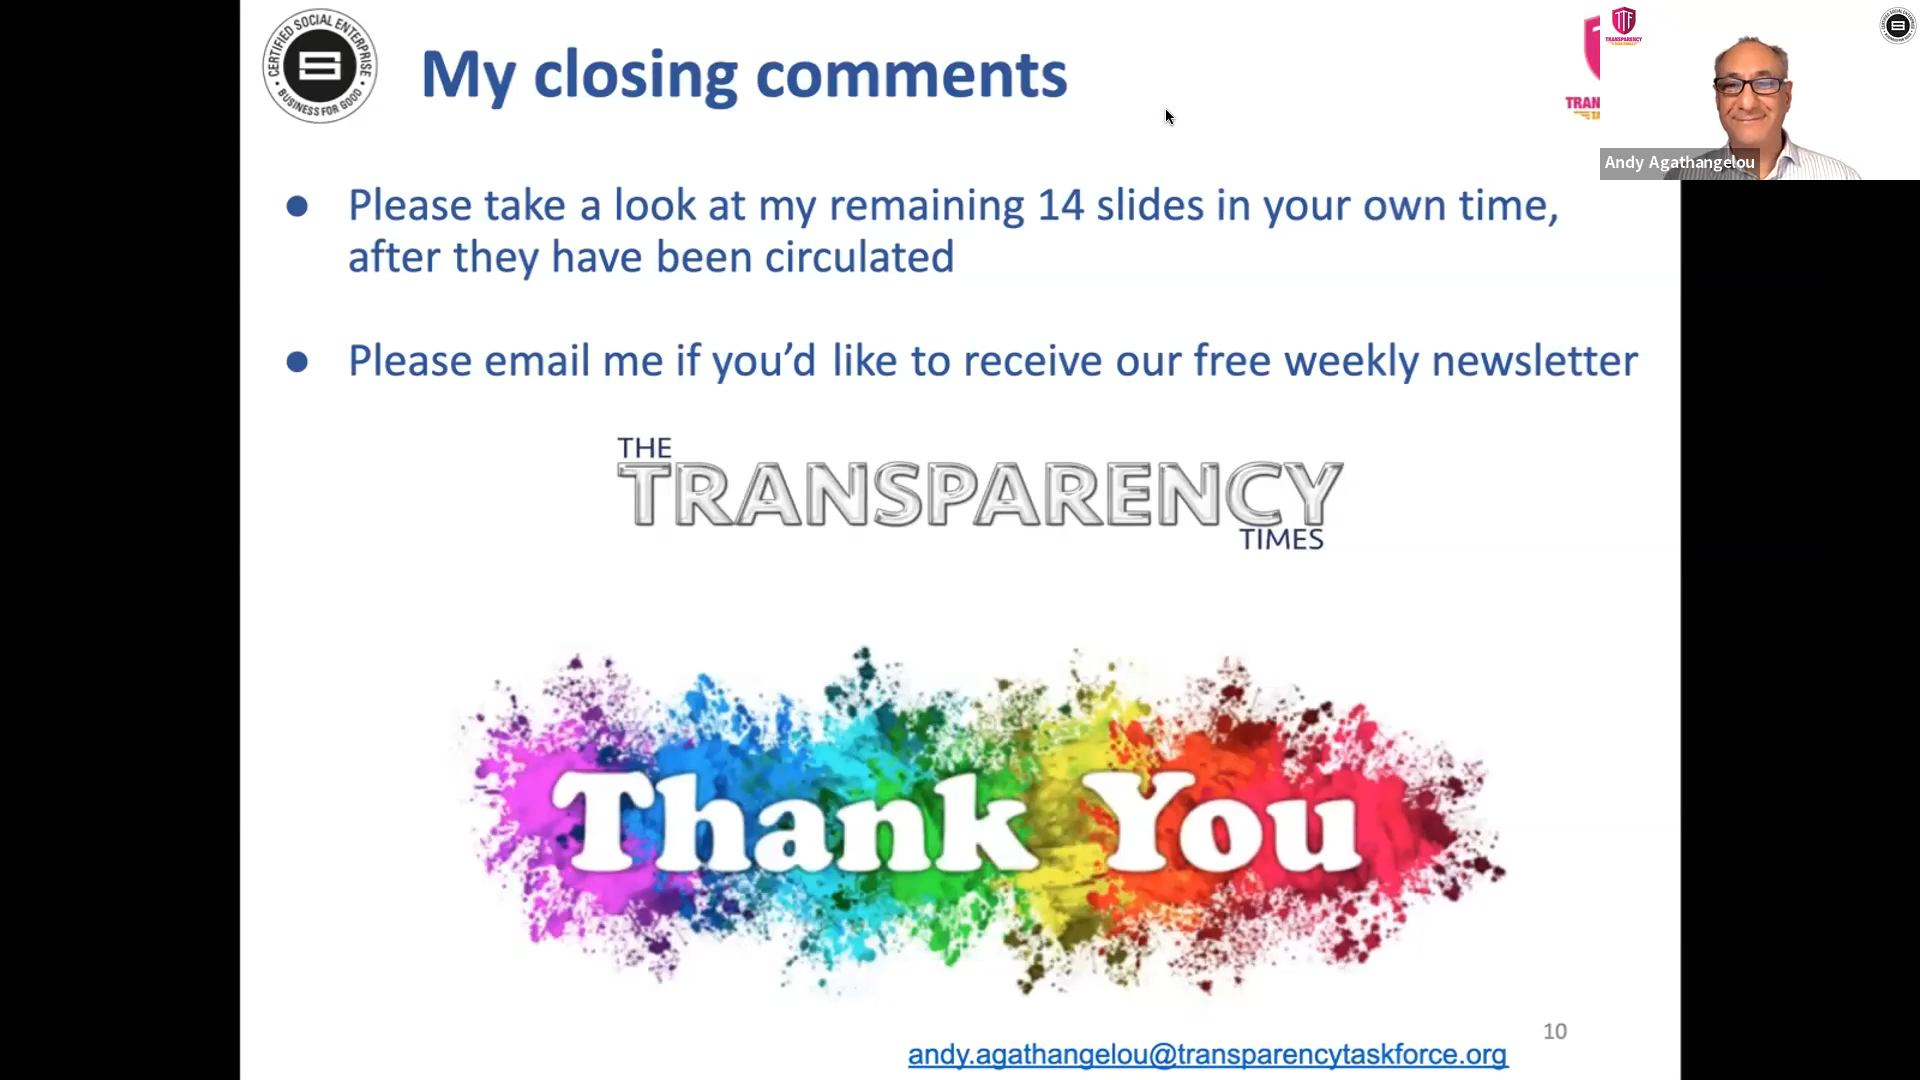 CERTIFIED SOCIAL ENTERPRISE
BUSINESS FOR GOOD
My closing comments
TRAN
TTF
TRANSPARENCY
Andy Agathangelou
● Please take a look at my remaining 14 slides in your own time,
after they have been circulated
● Please email me if you’d like to receive our free weekly newsletter
THE
TRANSPARENCY
TIMES
Thank You
10
andy.agathangelou@transparencytaskforce.org